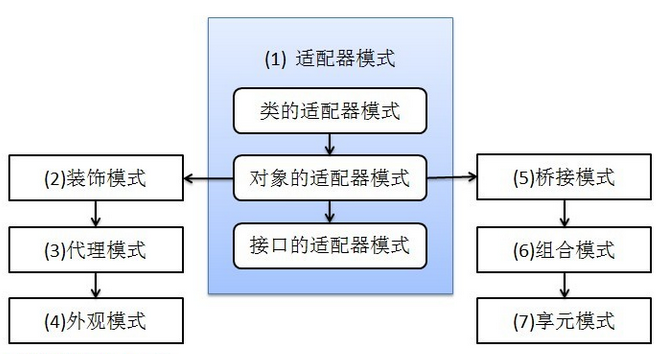 (1) 适配器模式
类的适配器模式
对象的适配器模式
接口的适配器模式
(2)装饰模式
(3)代理模式
(4)外观模式
(5)桥接模式
(6)组合模式
(7)享元模式